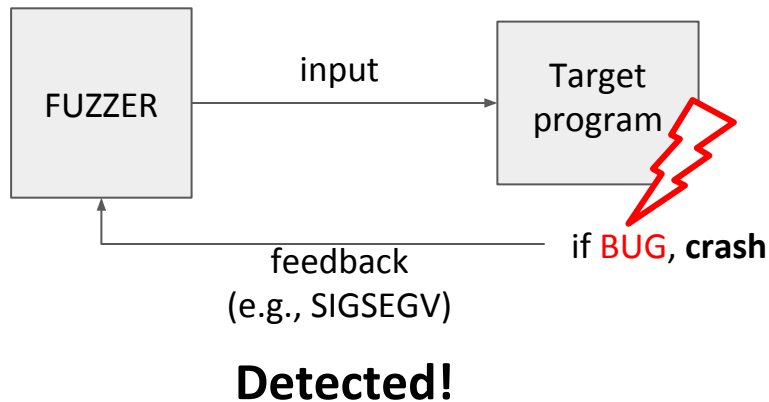 FUZZER
input
Target
program
if BUG, crash
feedback
(e.g., SIGSEGV)
Detected!